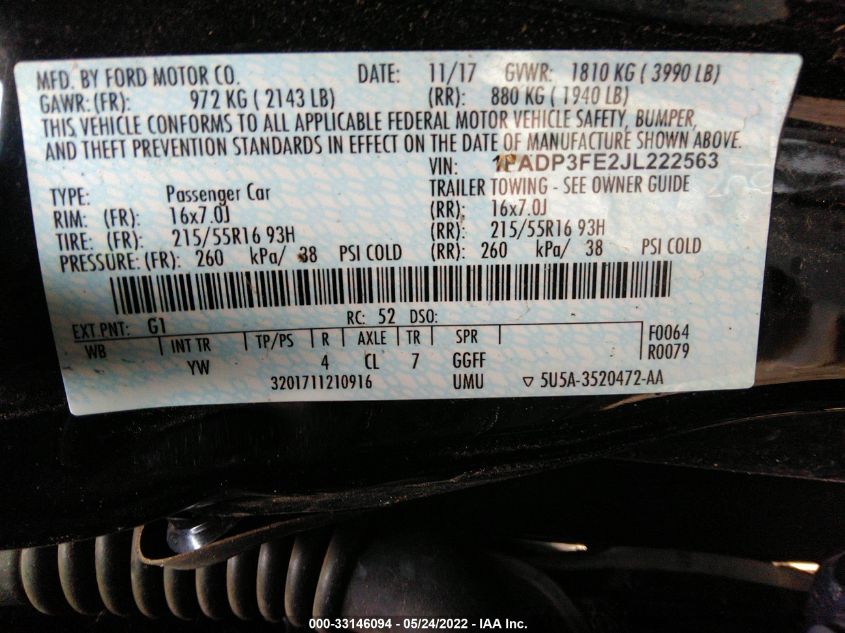 MFD. BY FORD MOTOR CO. DATE: 11/17 GVWR: 1810 KG ( 3990 LB)
GAWR: (FR): 972 KG ( 2143 LB) (RR): 880 KG ( 1940 LB)
THIS VEHICLE CONFORMS TO ALL APPLICABLE FEDERAL MOTOR VEHICLE SAFETY, BUMPER,
AND THEFT PREVENTION STANDARDS IN EFFECT ON THE DATE OF MANUFACTURE SHOWN ABOVE.
VIN: 1FADP3FE2JL222563
TYPE: Passenger Car TRAILER TOWING - SEE OWNER GUIDE
RIM: (FR): 16x7.0J (RR): 16x7.0J
TIRE: (FR): 215/55R16 93H (RR): 215/55R16 93H
PRESSURE: (FR): 260 kPa/ 38 PSI COLD (RR): 260 kPa/ 38 PSI COLD
EXT PNT: G1 RC: 52 DSO:
WB INT TR TP/PS R AXLE TR SPR F0064
YW 4 CL 7 GGFF R0079
3201711210916 UMU ▽ 5U5A-3520472-AA
000-33146094 - 05/24/2022 - IAA Inc.